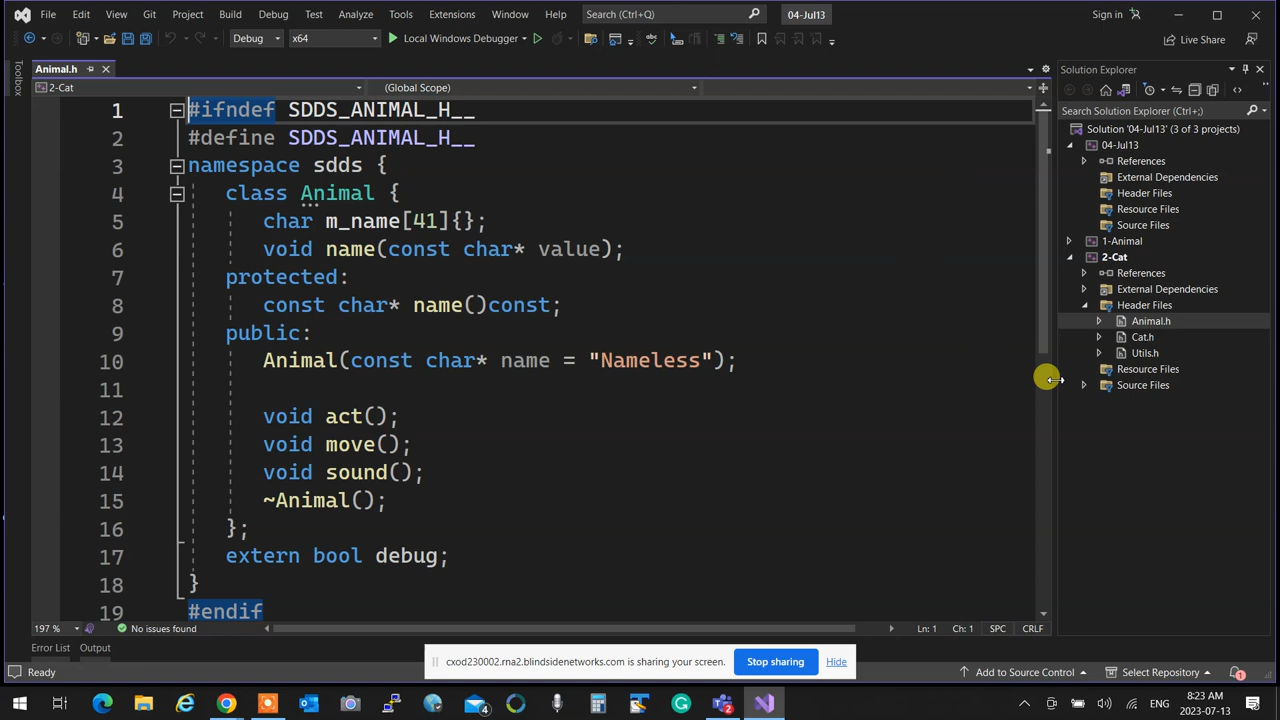 File Edit View Git Project Build Debug Test Analyze Tools Extensions Window Help Search (Ctrl+Q) 04-Jul13 Sign in
Debug x64 Local Windows Debugger Live Share
Toolbox
Animal.h
2-Cat (Global Scope)
1 #ifndef SDDS_ANIMAL_H__
2 #define SDDS_ANIMAL_H__
3 namespace sdds {
4 class Animal {
5 char m_name[41]{};
6 void name(const char* value);
7 protected:
8 const char* name()const;
9 public:
10 Animal(const char* name = "Nameless");
11
12 void act();
13 void move();
14 void sound();
15 ~Animal();
16 };
17 extern bool debug;
18 }
19 #endif
197 % No issues found Ln: 1 Ch: 1 SPC CRLF
Error List Output
Solution Explorer
Search Solution Explorer (Ctrl+;)
Solution '04-Jul13' (3 of 3 projects)
04-Jul13
References
External Dependencies
Header Files
Resource Files
Source Files
1-Animal
2-Cat
References
External Dependencies
Header Files
Animal.h
Cat.h
Utils.h
Resource Files
Source Files
cxod230002.rna2.blindsidenetworks.com is sharing your screen. Stop sharing Hide
Ready Add to Source Control Select Repository 1
4 2 ENG 8:23 AM
2023-07-13